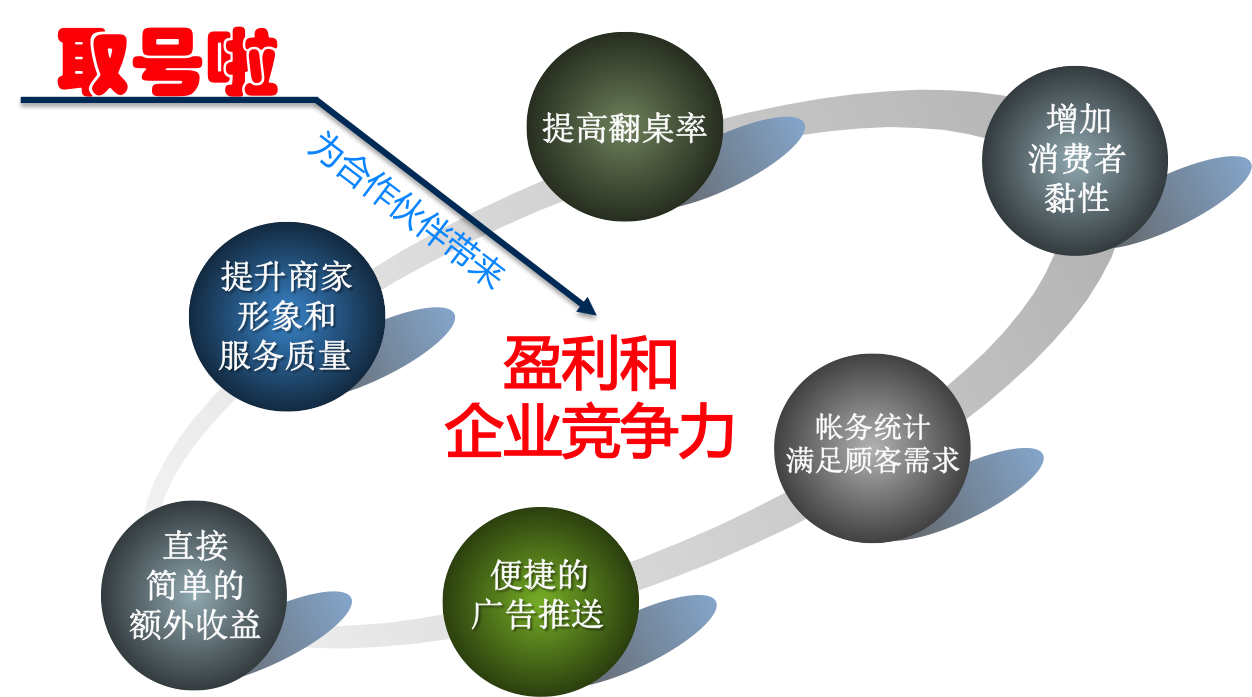 取号啦
为合作伙伴带来
盈利和
企业竞争力
提高翻桌率
增加
消费者
黏性
帐务统计
满足顾客需求
便捷的
广告推送
直接
简单的
额外收益
提升商家
形象和
服务质量